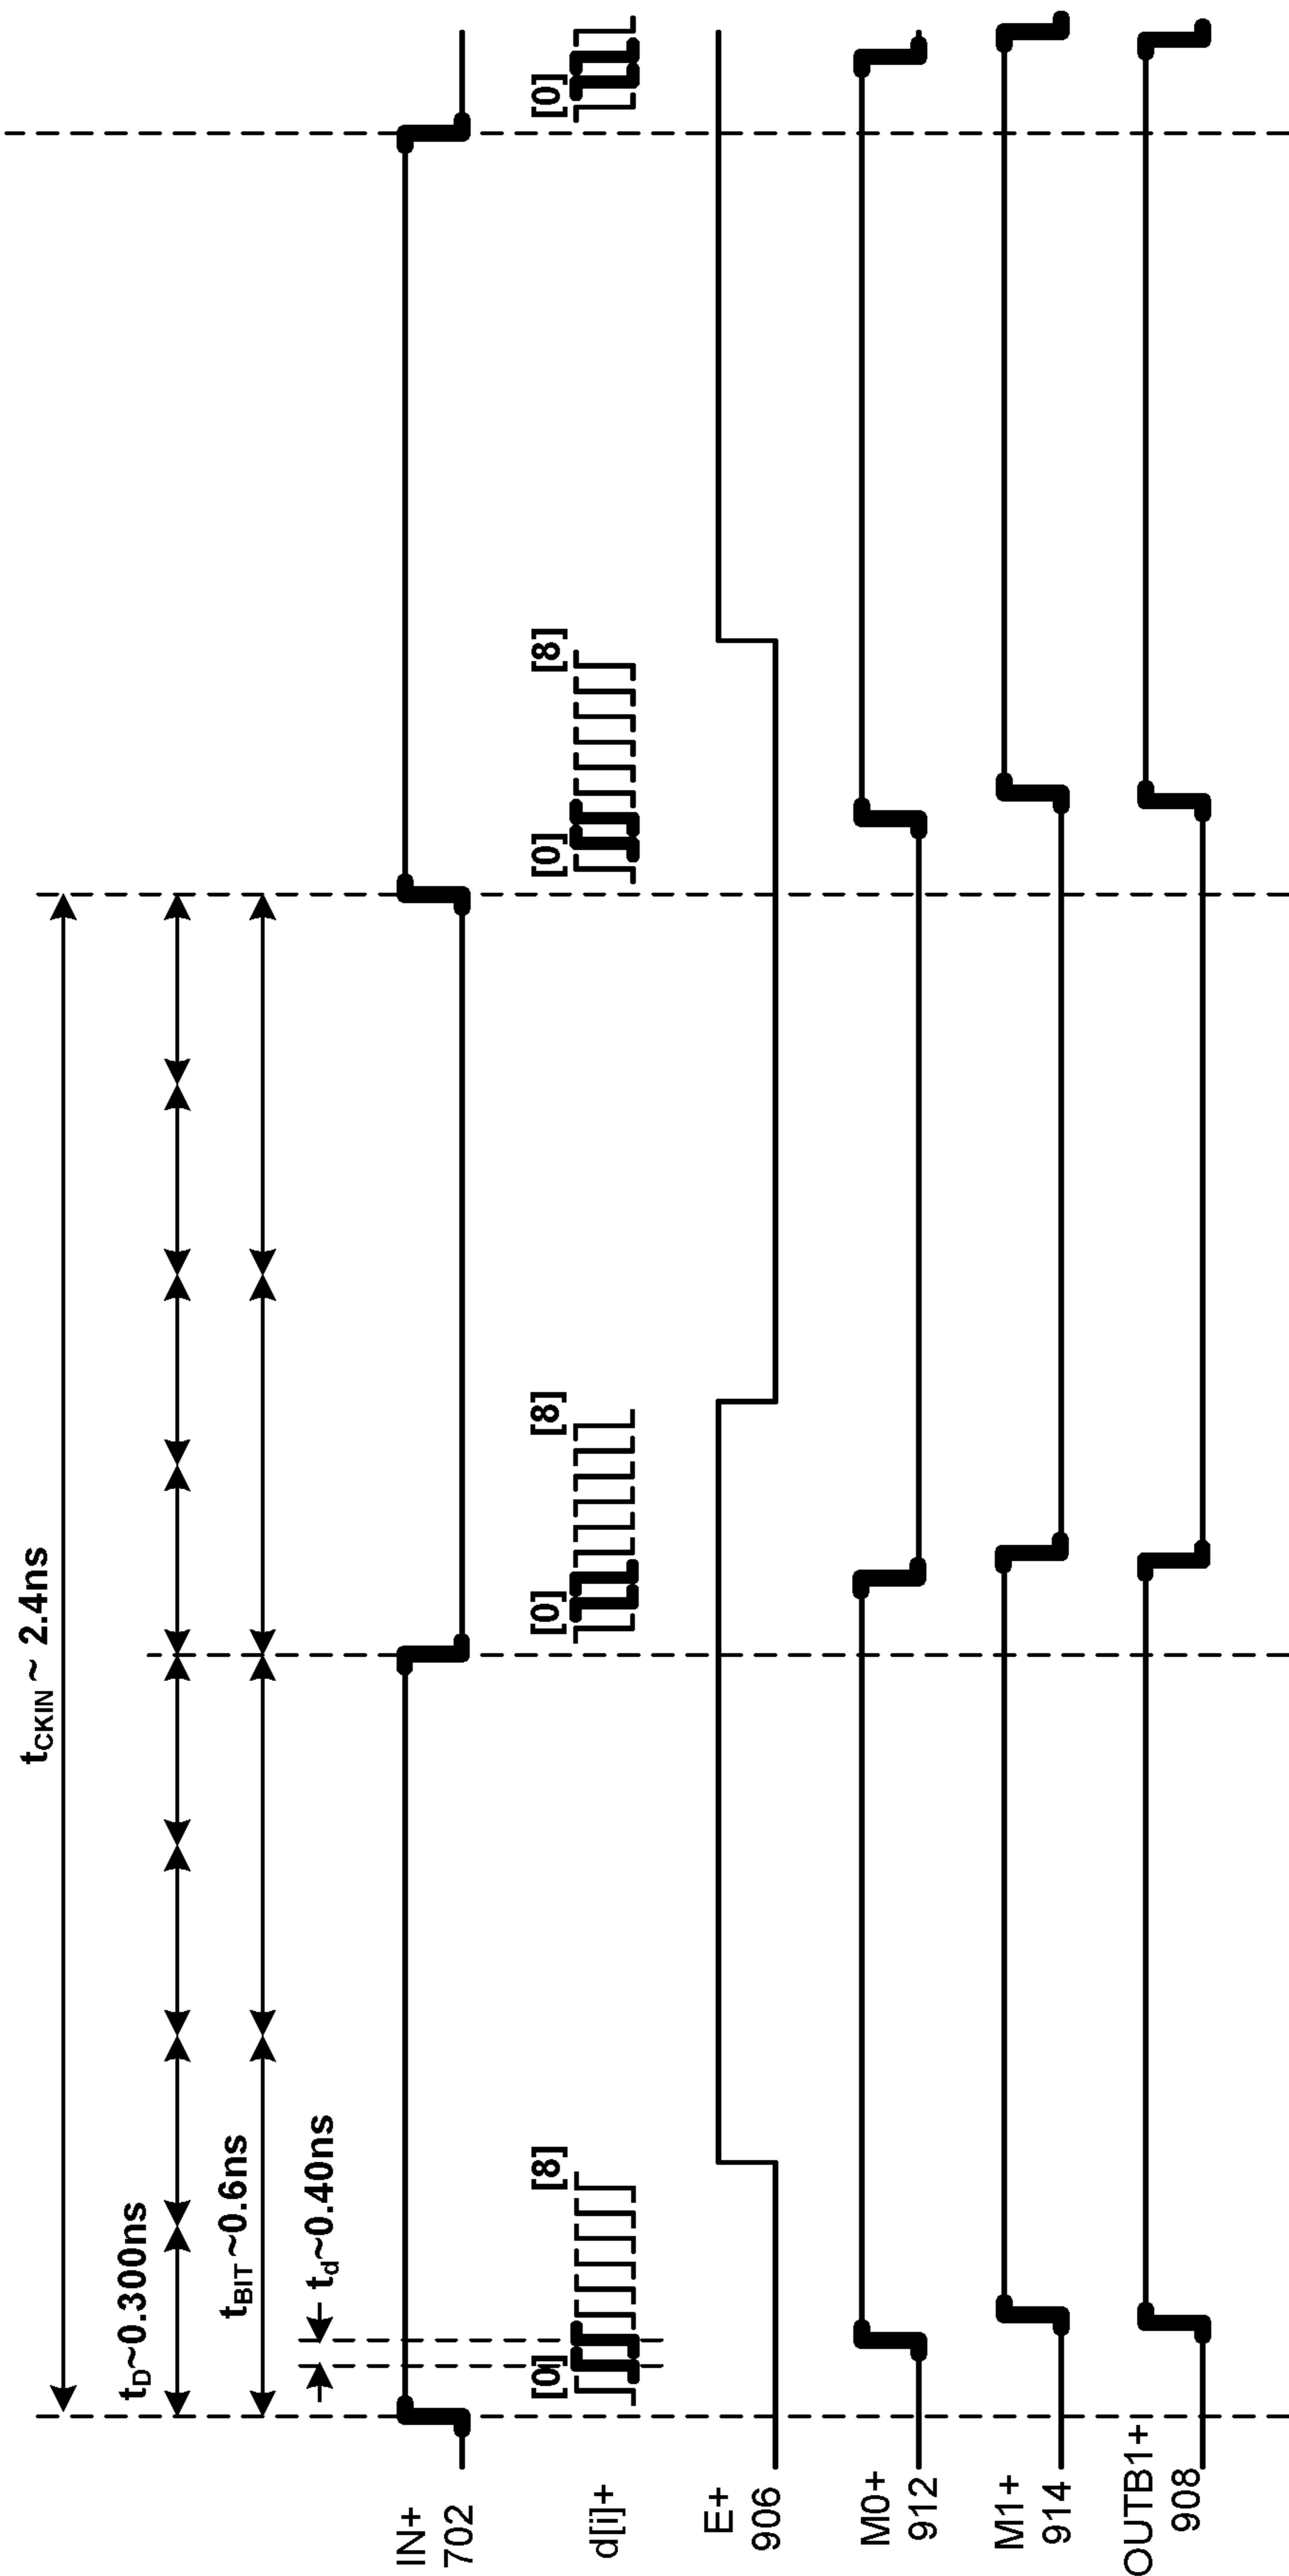 t_CKIN ~ 2.4ns
t_D~0.300ns
t_BIT ~0.6ns
t_d~0.40ns
IN+
702
d[i]+
[0]
[8]
[0]
[8]
[0]
[8]
[0]
E+
906
M0+
912
M1+
914
OUTB1+
908